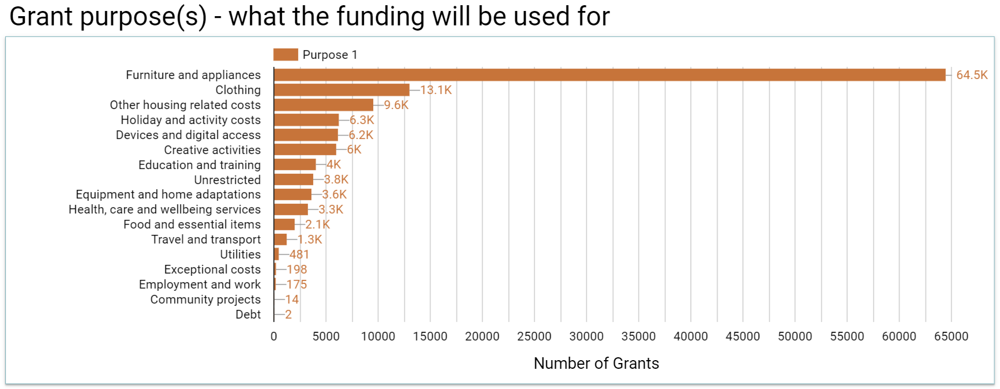 Grant purpose(s) - what the funding will be used for
Purpose 1
Furniture and appliances 64.5K
Clothing 13.1K
Other housing related costs 9.6K
Holiday and activity costs 6.3K
Devices and digital access 6.2K
Creative activities 6K
Education and training 4K
Unrestricted 3.8K
Equipment and home adaptations 3.6K
Health, care and wellbeing services 3.3K
Food and essential items 2.1K
Travel and transport 1.3K
Utilities 481
Exceptional costs 198
Employment and work 175
Community projects 14
Debt 2
0 5000 10000 15000 20000 25000 30000 35000 40000 45000 50000 55000 60000 65000
Number of Grants